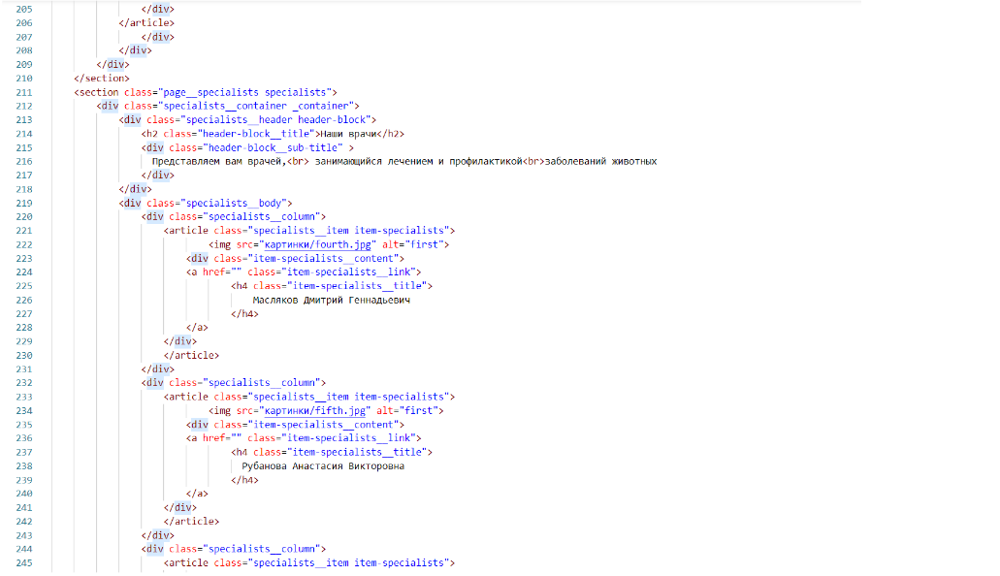 205 </div>
206 </article>
207 </div>
208 </div>
209 </div>
210 </section>
211 <section class="page__specialists specialists">
212 <div class="specialists__container _container">
213 <div class="specialists__header header-block">
214 <h2 class="header-block__title">Наши врачи</h2>
215 <div class="header-block__sub-title" >
216 Представляем вам врачей,<br> занимающийся лечением и профилактикой<br>заболеваний животных
217 </div>
218 </div>
219 <div class="specialists__body">
220 <div class="specialists__column">
221 <article class="specialists__item item-specialists">
222 <img src="картинки/fourth.jpg" alt="first">
223 <div class="item-specialists__content">
224 <a href="" class="item-specialists__link">
225 <h4 class="item-specialists__title">
226 Масляков Дмитрий Геннадьевич
227 </h4>
228 </a>
229 </div>
230 </article>
231 </div>
232 <div class="specialists__column">
233 <article class="specialists__item item-specialists">
234 <img src="картинки/fifth.jpg" alt="first">
235 <div class="item-specialists__content">
236 <a href="" class="item-specialists__link">
237 <h4 class="item-specialists__title">
238 Рубанова Анастасия Викторовна
239 </h4>
240 </a>
241 </div>
242 </article>
243 </div>
244 <div class="specialists__column">
245 <article class="specialists__item item-specialists">